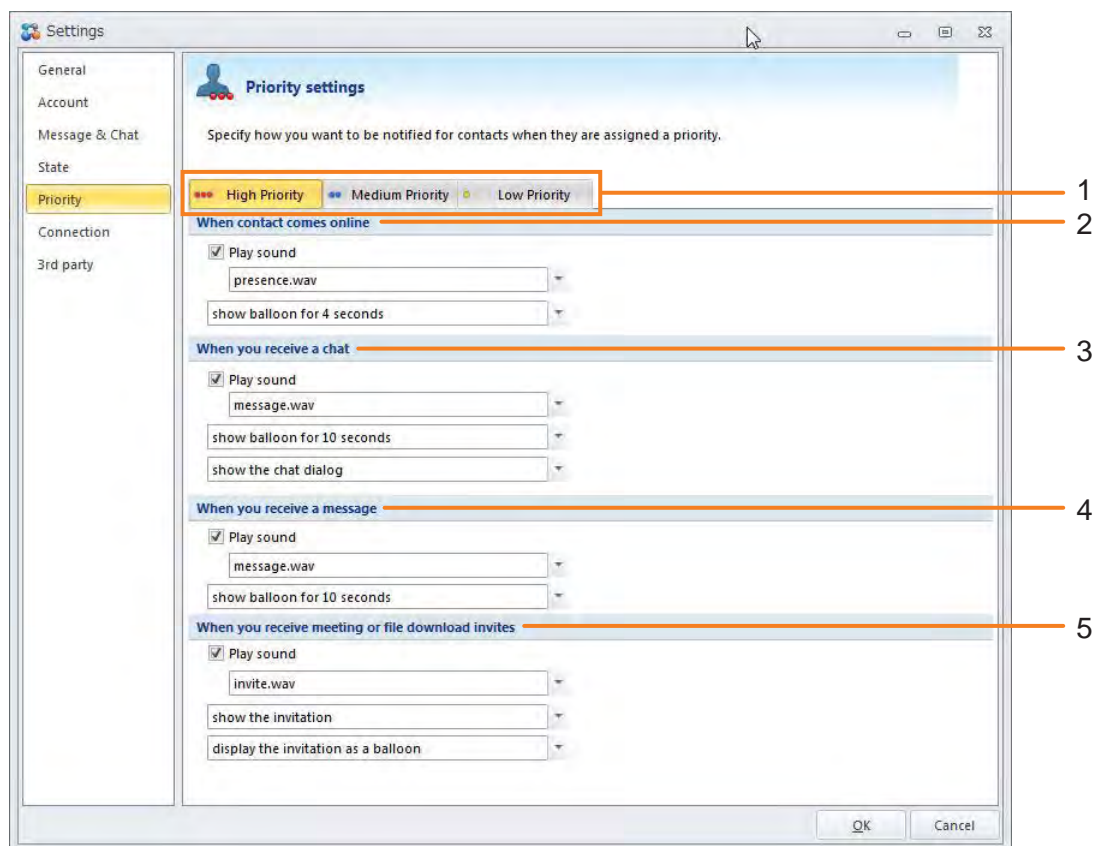 Settings
General
Account
Message & Chat
State
Priority
Connection
3rd party
Priority settings
Specify how you want to be notified for contacts when they are assigned a priority.
High Priority Medium Priority Low Priority 1
When contact comes online 2
Play sound
presence.wav
show balloon for 4 seconds
When you receive a chat 3
Play sound
message.wav
show balloon for 10 seconds
show the chat dialog
When you receive a message 4
Play sound
message.wav
show balloon for 10 seconds
When you receive meeting or file download invites 5
Play sound
invite.wav
show the invitation
display the invitation as a balloon
OK Cancel